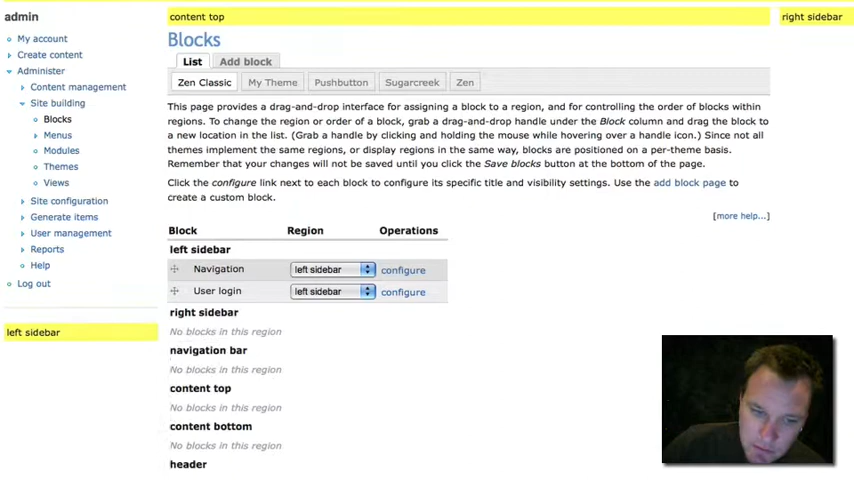 admin
My account
Create content
Administer
Content management
Site building
Blocks
Menus
Modules
Themes
Views
Site configuration
Generate items
User management
Reports
Help
Log out
left sidebar
content top
Blocks
List
Add block
Zen Classic
My Theme
Pushbutton
Sugarcreek
Zen
This page provides a drag-and-drop interface for assigning a block to a region, and for controlling the order of blocks within
regions. To change the region or order of a block, grab a drag-and-drop handle under the Block column and drag the block to
a new location in the list. (Grab a handle by clicking and holding the mouse while hovering over a handle icon.) Since not all
themes implement the same regions, or display regions in the same way, blocks are positioned on a per-theme basis.
Remember that your changes will not be saved until you click the Save blocks button at the bottom of the page.
Click the configure link next to each block to configure its specific title and visibility settings. Use the add block page to
create a custom block.
[more help...]
Block Region Operations
left sidebar
Navigation left sidebar configure
User login left sidebar configure
right sidebar
No blocks in this region
navigation bar
No blocks in this region
content top
No blocks in this region
content bottom
No blocks in this region
header
right sidebar